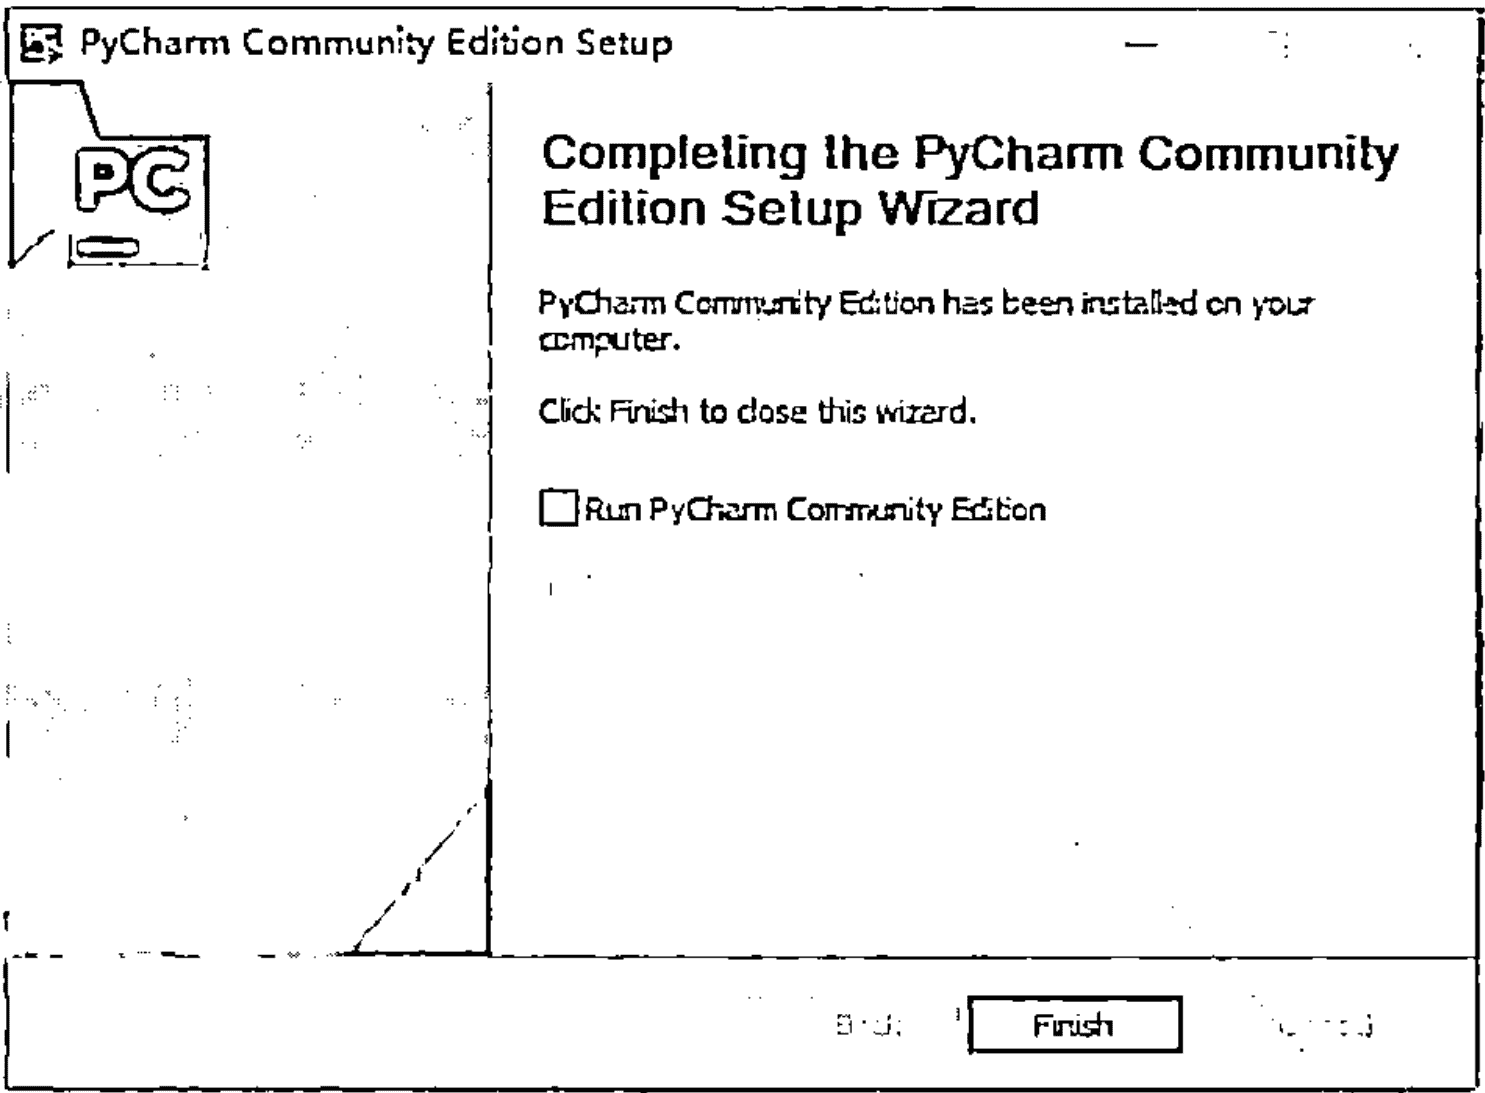 PyCharm Community Edition Setup
PC
Completing the PyCharm Community
Edition Setup Wizard
PyCharm Community Edition has been installed on your
computer.
Click Finish to close this wizard.
Run PyCharm Community Edition
Finish